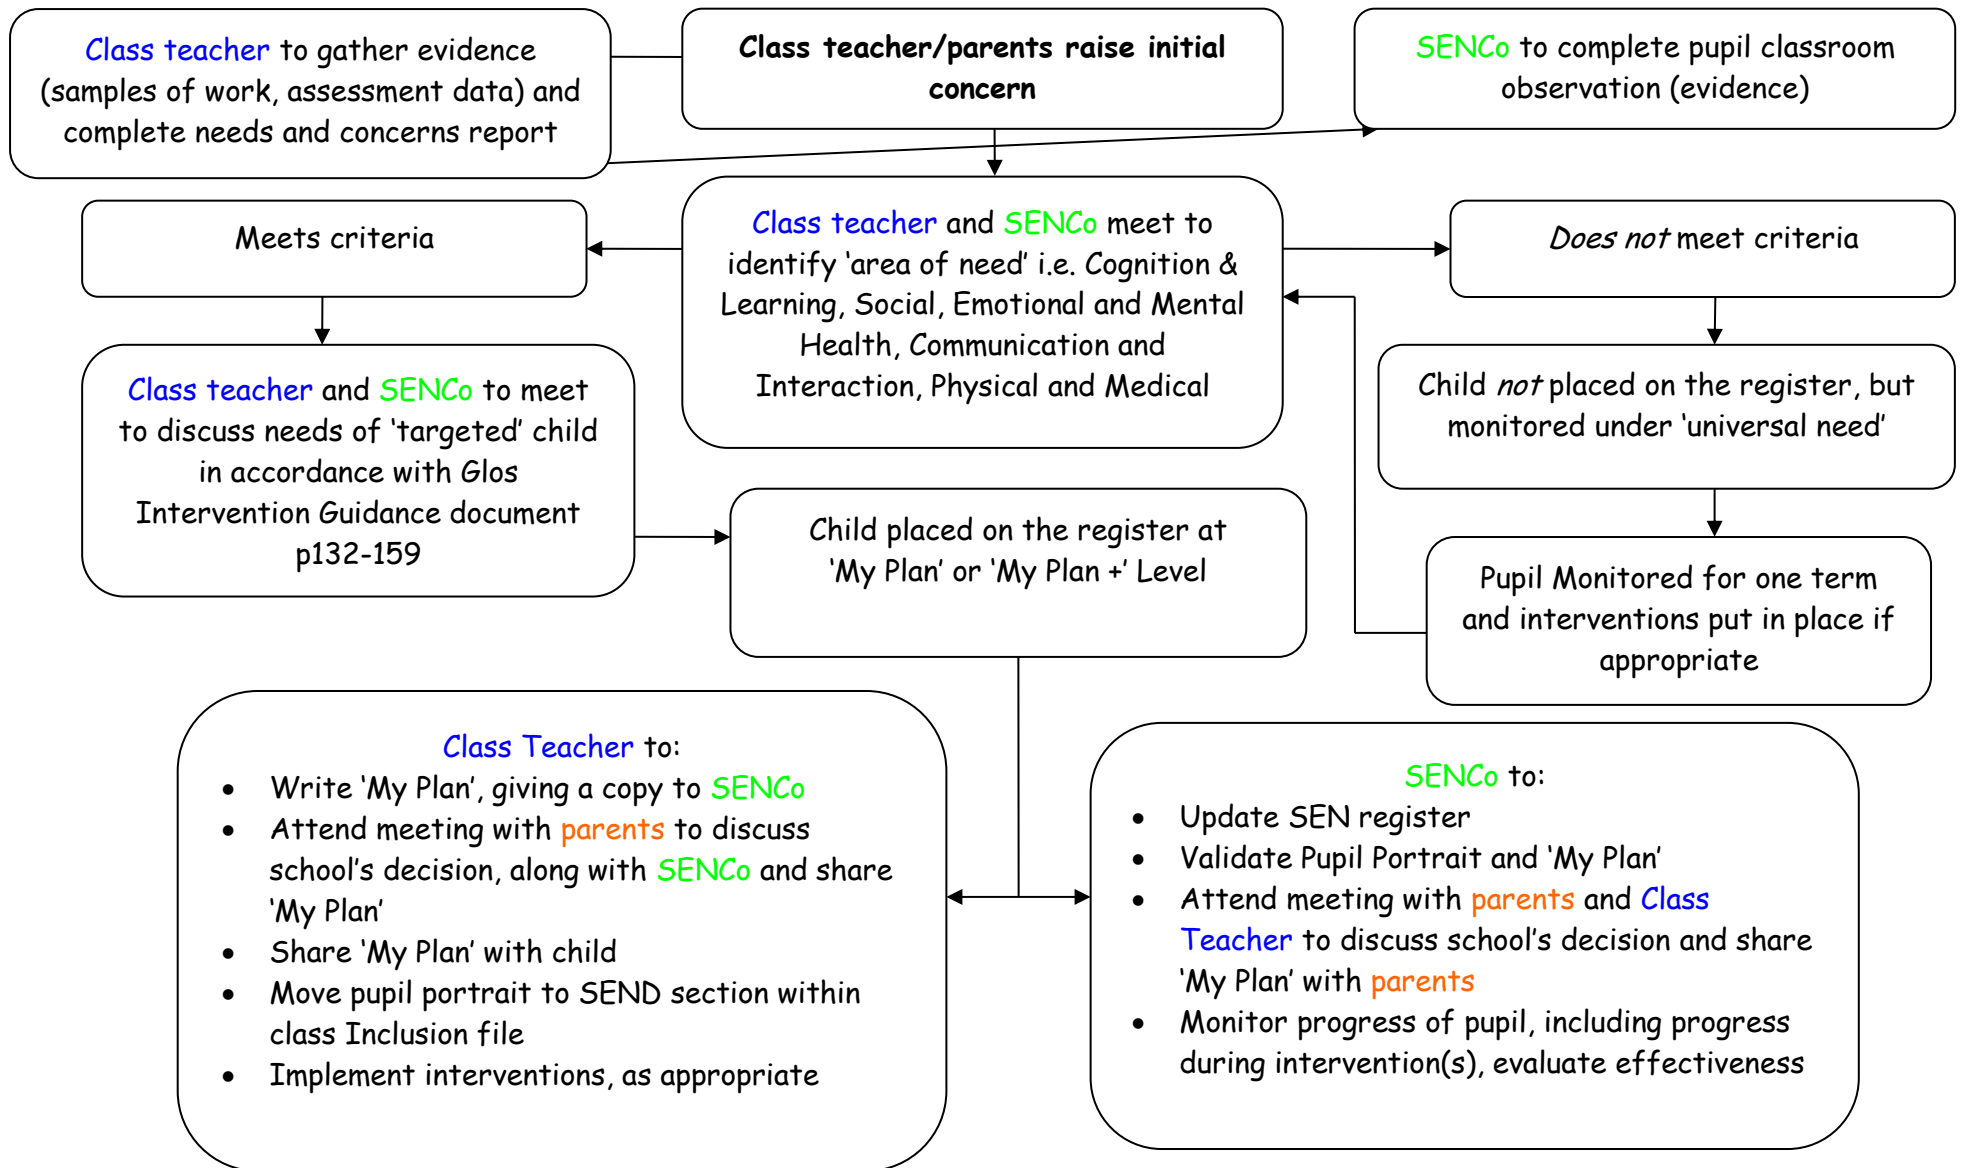 Class teacher to gather evidence
(samples of work, assessment data) and
complete needs and concerns report
Class teacher/parents raise initial
concern
SENCo to complete pupil classroom
observation (evidence)
Meets criteria
Class teacher and SENCo meet to
identify ‘area of need’ i.e. Cognition &
Learning, Social, Emotional and Mental
Health, Communication and
Interaction, Physical and Medical
Does not meet criteria
Class teacher and SENCo to meet
to discuss needs of ‘targeted’ child
in accordance with Glos
Intervention Guidance document
p132-159
Child not placed on the register, but
monitored under ‘universal need’
Child placed on the register at
‘My Plan’ or ‘My Plan +’ Level
Pupil Monitored for one term
and interventions put in place if
appropriate
Class Teacher to:
• Write ‘My Plan’, giving a copy to SENCo
• Attend meeting with parents to discuss
school’s decision, along with SENCo and share
‘My Plan’
• Share ‘My Plan’ with child
• Move pupil portrait to SEND section within
class Inclusion file
• Implement interventions, as appropriate
SENCo to:
• Update SEN register
• Validate Pupil Portrait and ‘My Plan’
• Attend meeting with parents and Class
Teacher to discuss school’s decision and share
‘My Plan’ with parents
• Monitor progress of pupil, including progress
during intervention(s), evaluate effectiveness